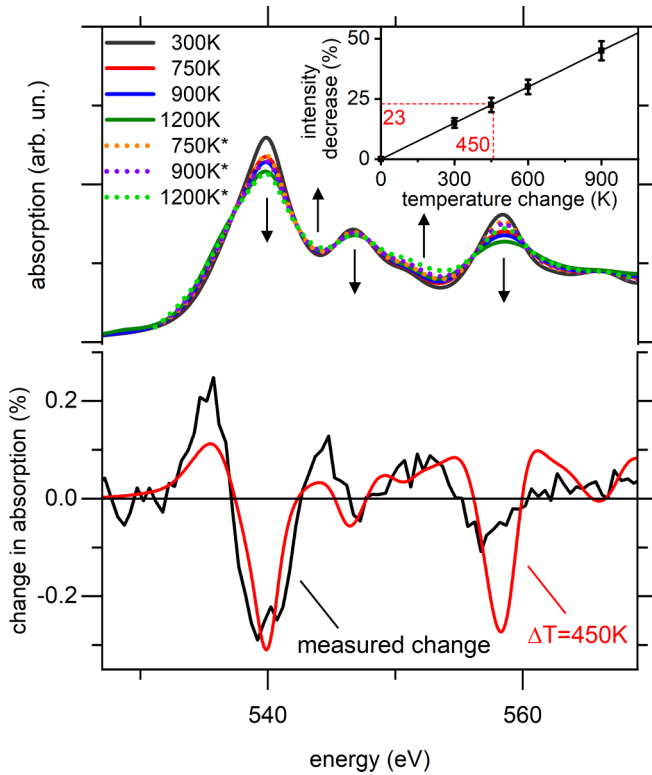 300K
750K
900K
1200K
750K*
900K*
1200K*
absorption (arb. un.)
intensity
decrease (%)
50
25
0
23
450
0
300
600
900
temperature change (K)
change in absorption (%)
0.2
0.0
-0.2
measured change
ΔT=450K
540
560
energy (eV)